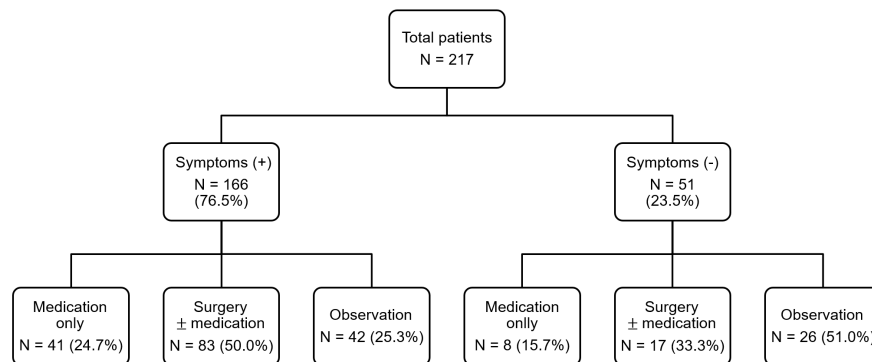 Total patients
N = 217
Symptoms (+)
N = 166
(76.5%)
Symptoms (-)
N = 51
(23.5%)
Medication
only
N = 41 (24.7%)
Surgery
± medication
N = 83 (50.0%)
Observation
N = 42 (25.3%)
Medication
onlly
N = 8 (15.7%)
Surgery
± medication
N = 17 (33.3%)
Observation
N = 26 (51.0%)